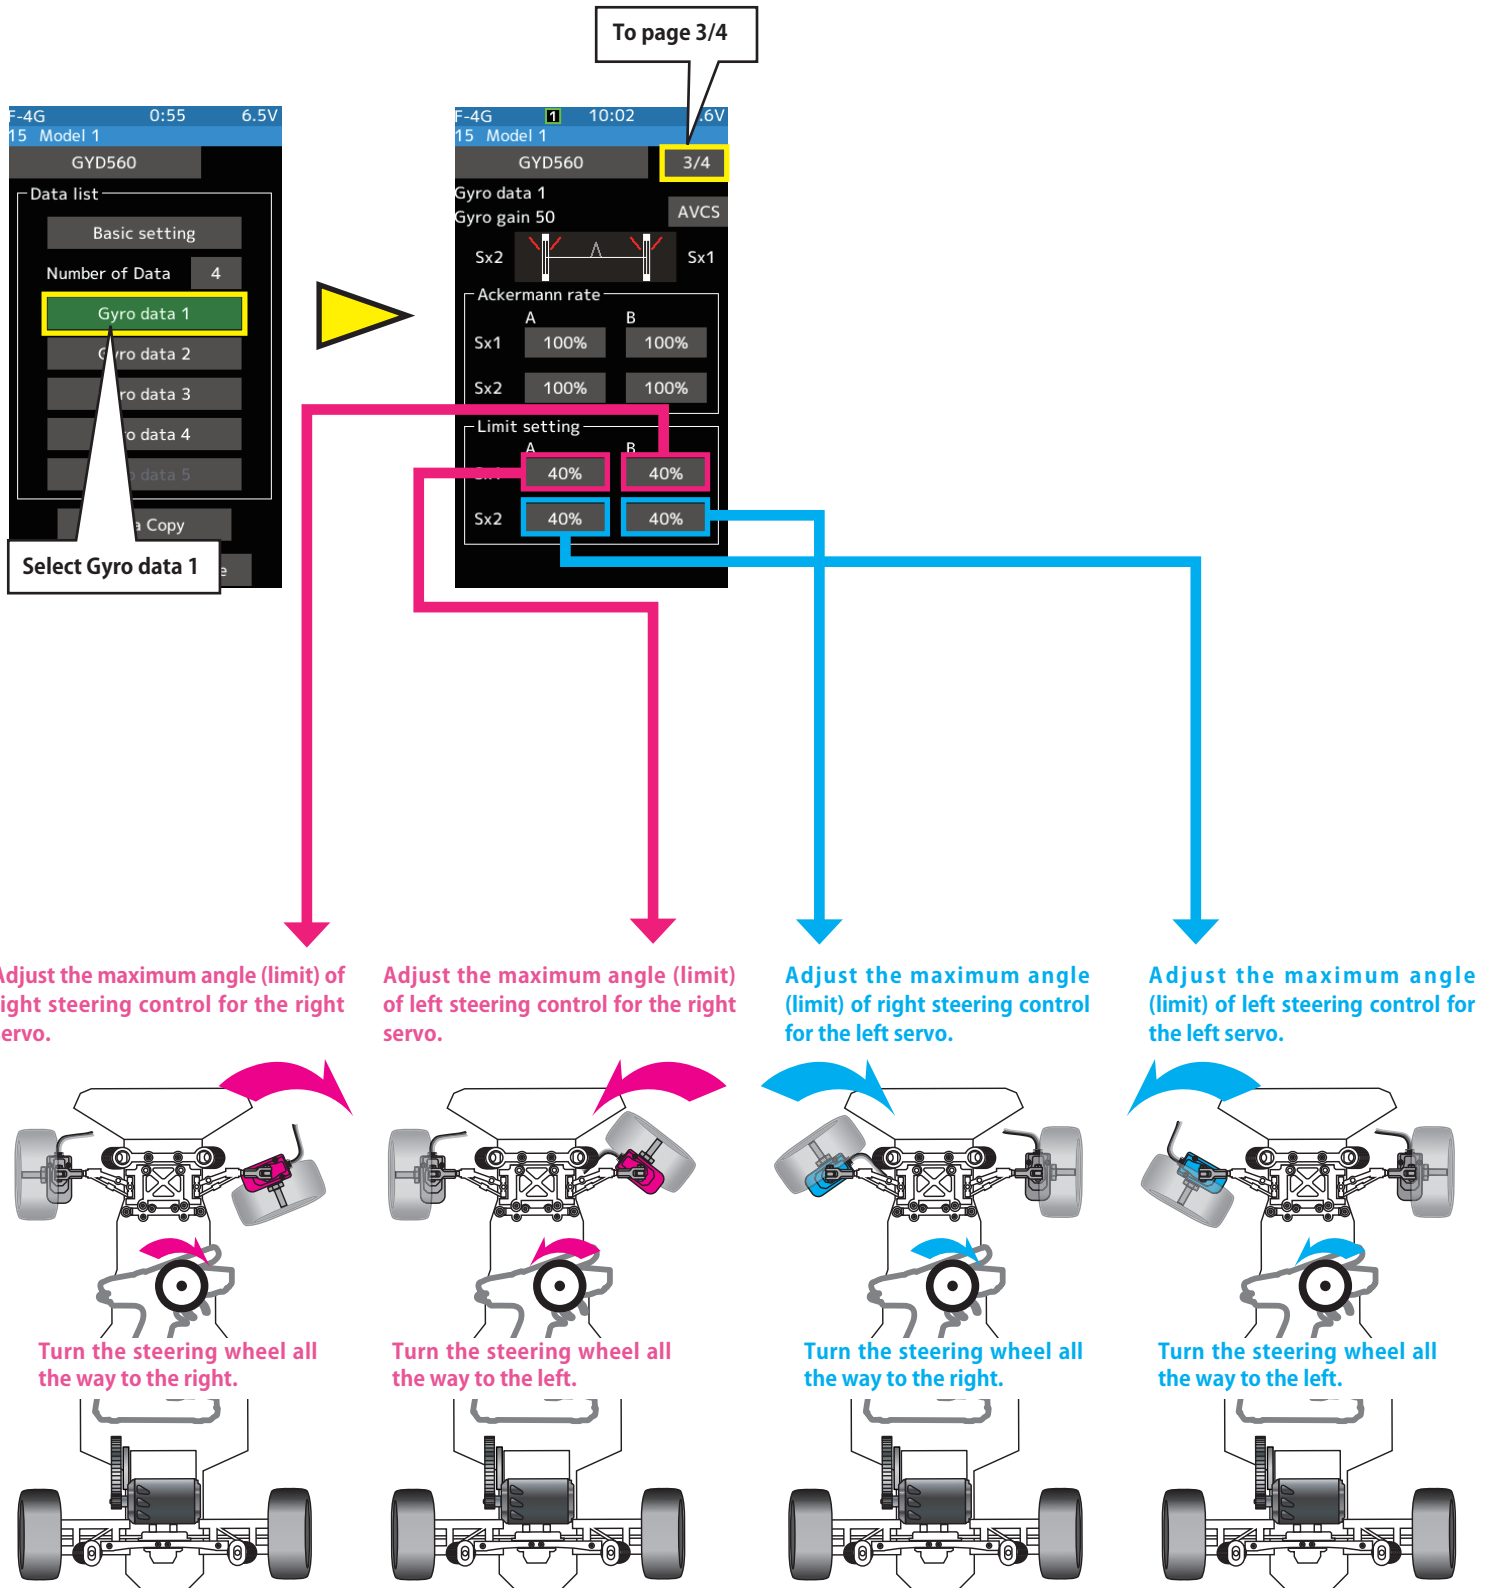 To page 3/4
F-4G 0:55 6.5V
15 Model 1
GYD560
Data list
Basic setting
Number of Data 4
Gyro data 1
data 2
data 3
data 4
data 5
Copy
Select Gyro data 1
F-4G 1 10:02 .6V
15 Model 1
GYD560 3/4
Gyro data 1
Gyro gain 50 AVCS
Sx2 Sx1
Ackermann rate
A B
Sx1 100% 100%
Sx2 100% 100%
Limit setting
A B
40% 40%
Sx2 40% 40%
Adjust the maximum angle (limit) of
right steering control for the right
servo.
Adjust the maximum angle (limit)
of left steering control for the right
servo.
Adjust the maximum angle
(limit) of right steering control
for the left servo.
Adjust the maximum angle
(limit) of left steering control for
the left servo.
Turn the steering wheel all
the way to the right.
Turn the steering wheel all
the way to the left.
Turn the steering wheel all
the way to the right.
Turn the steering wheel all
the way to the left.